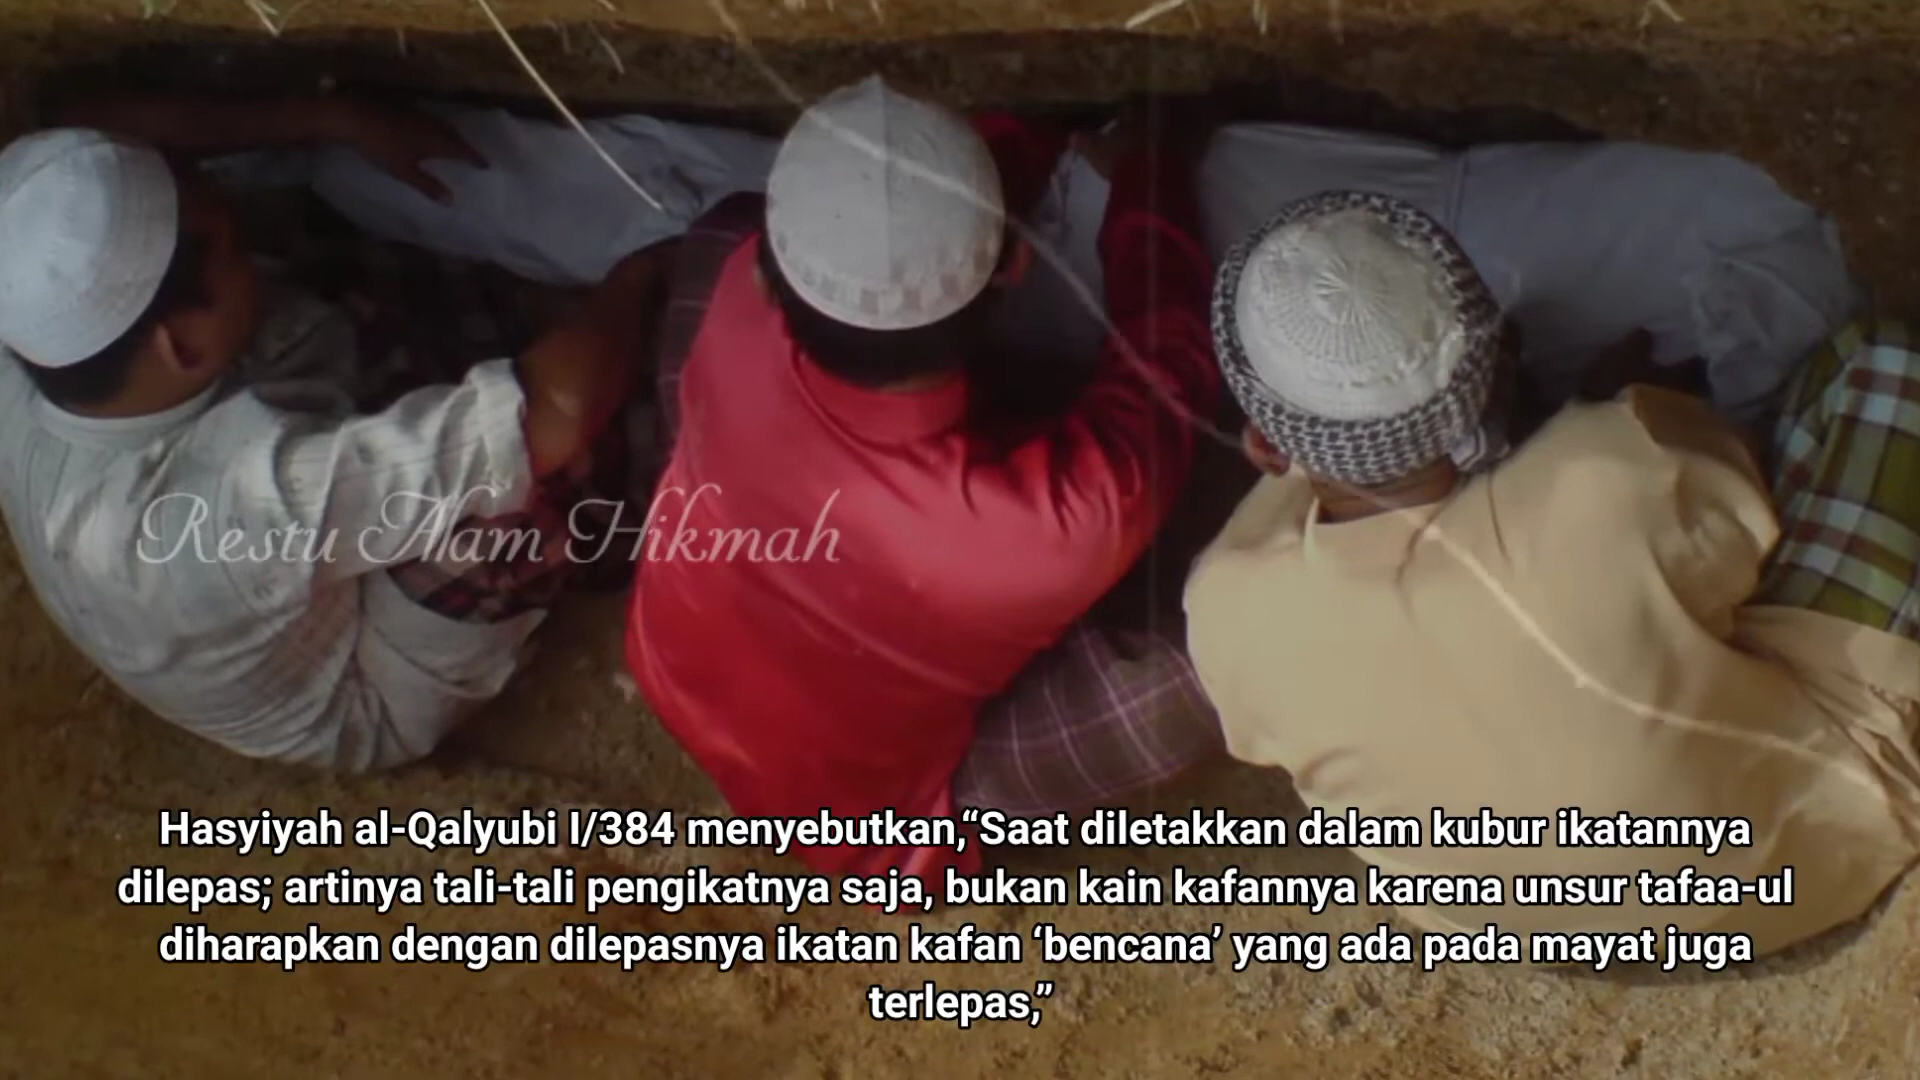 Restu Alam Hikmah
Hasyiyah al-Qalyubi I/384 menyebutkan,“Saat diletakkan dalam kubur ikatannya
dilepas; artinya tali-tali pengikatnya saja, bukan kain kafannya karena unsur tafaa-ul
diharapkan dengan dilepasnya ikatan kafan ‘bencana’ yang ada pada mayat juga
terlepas,”